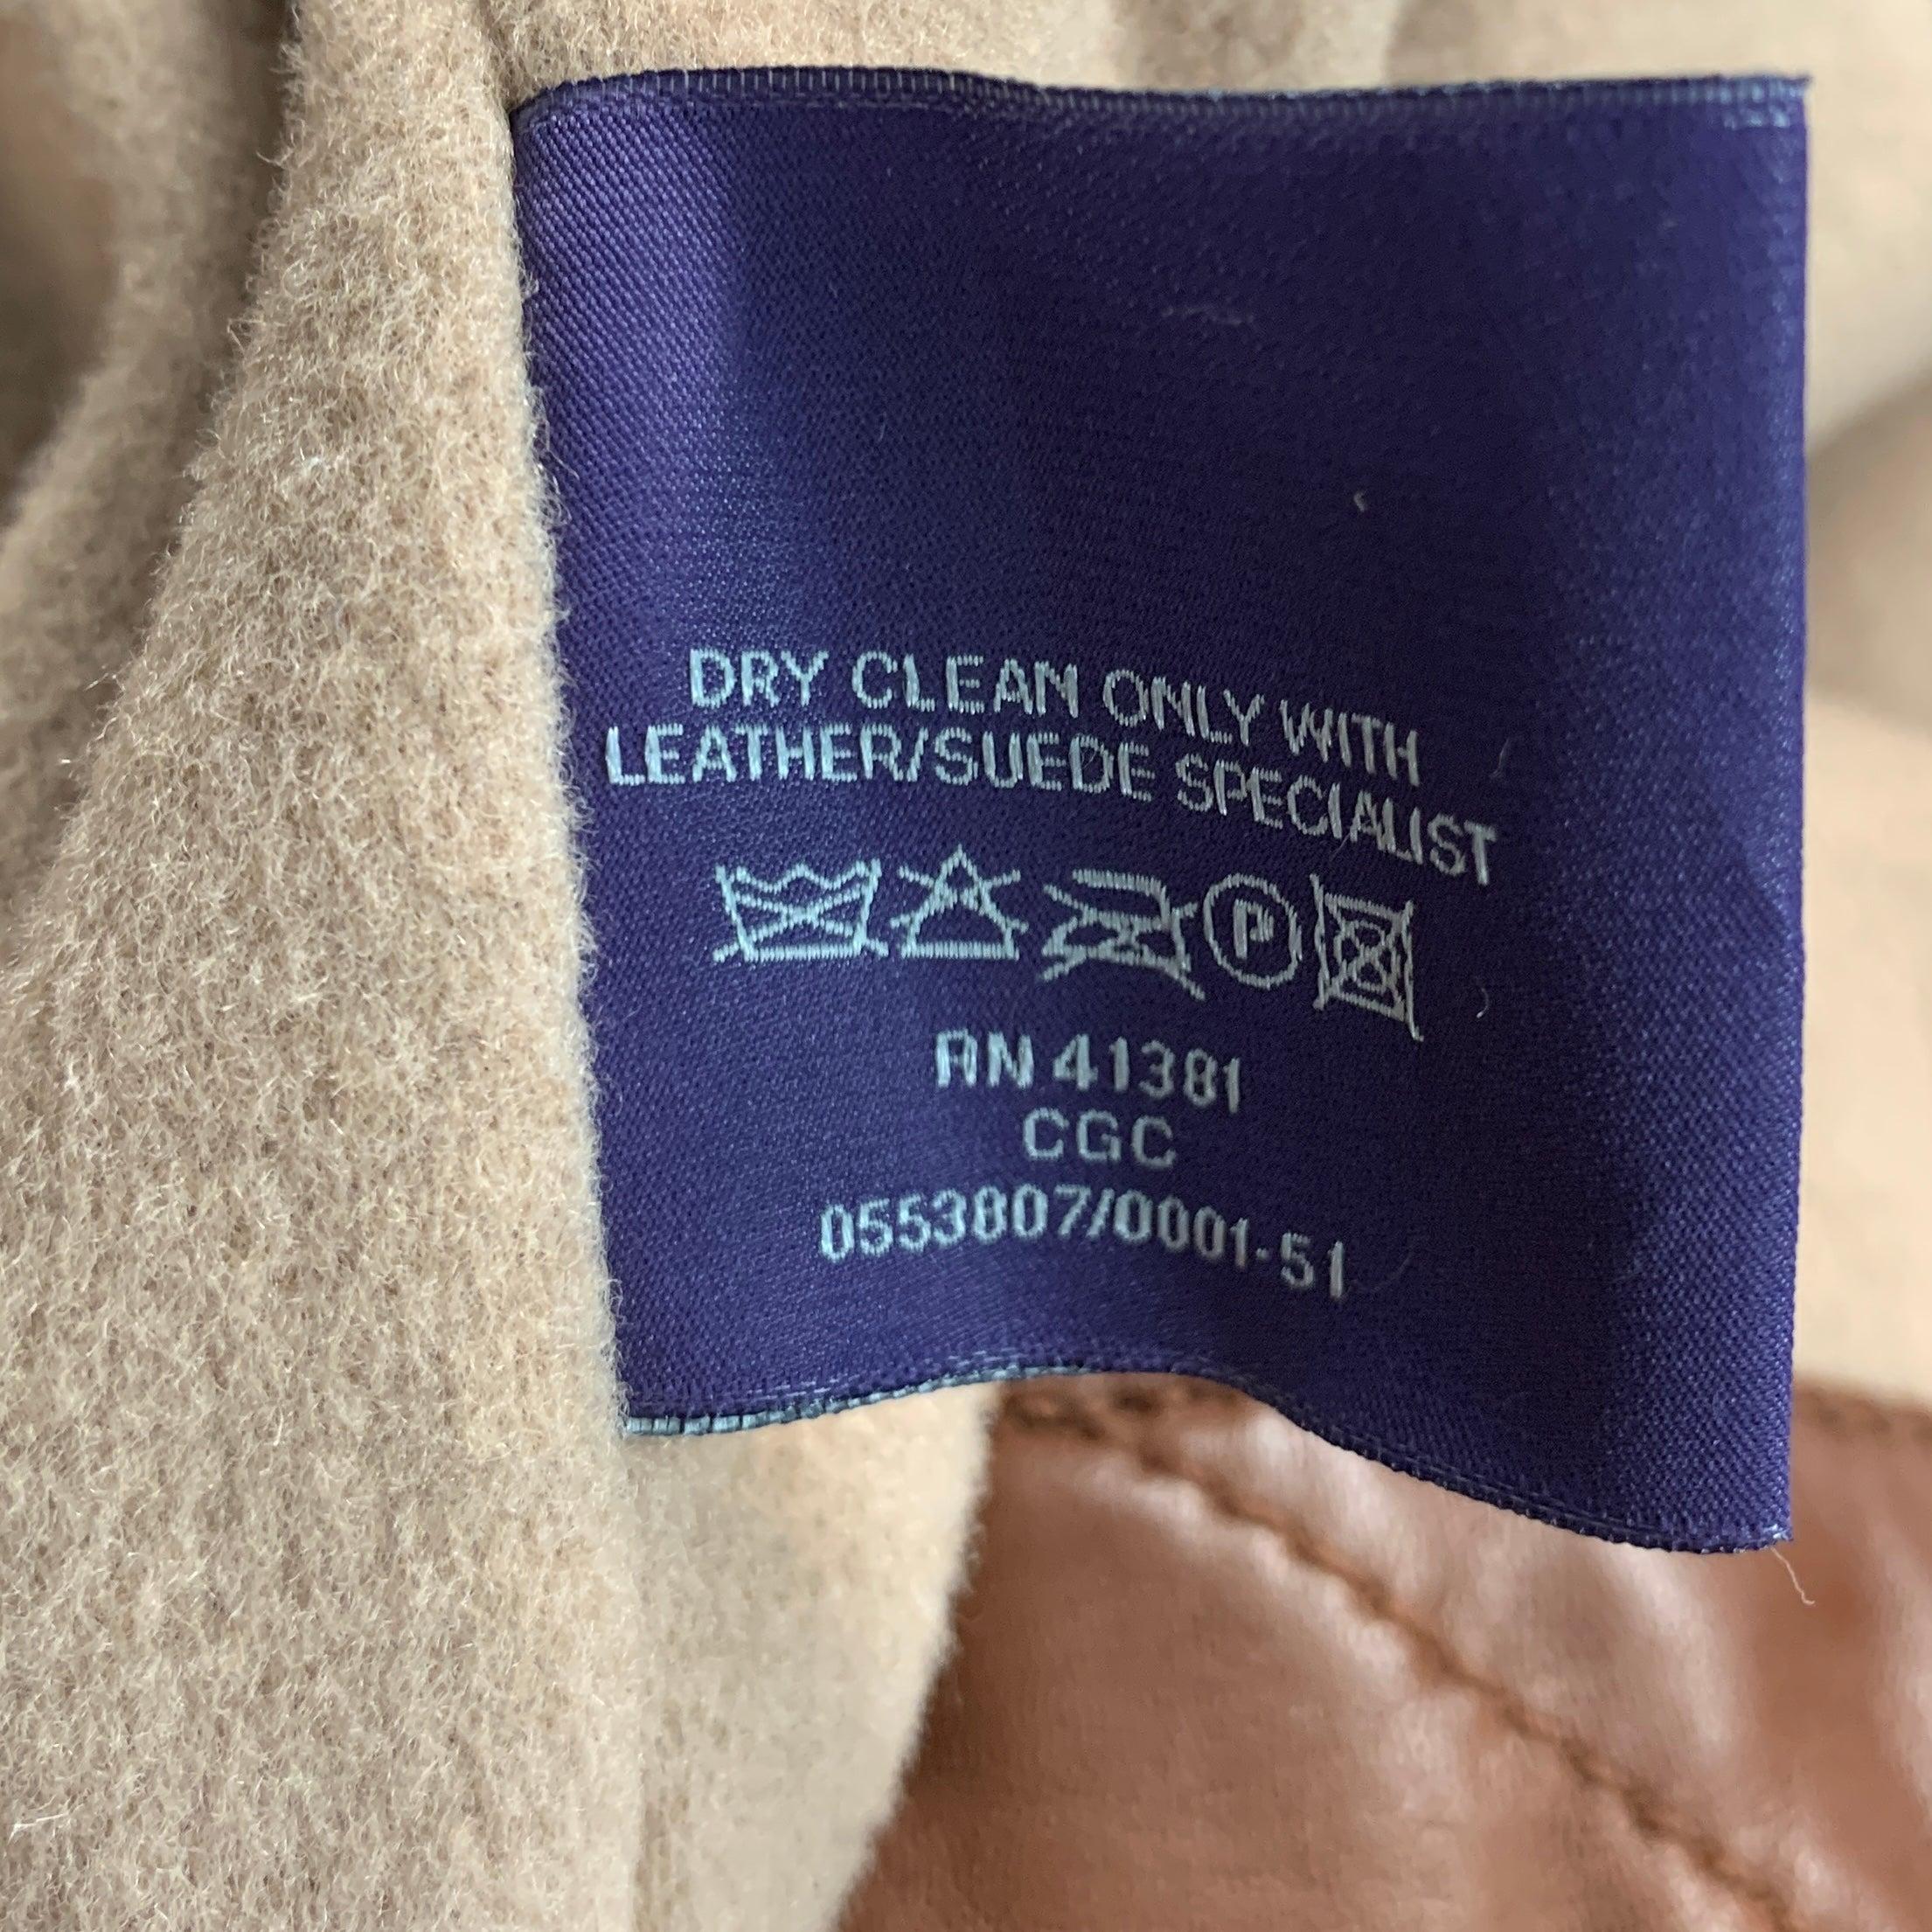 DRY CLEAN ONLY WITH
LEATHER/SUEDE SPECIALIST
P
RN 41381
CGC
0553807/0001-51